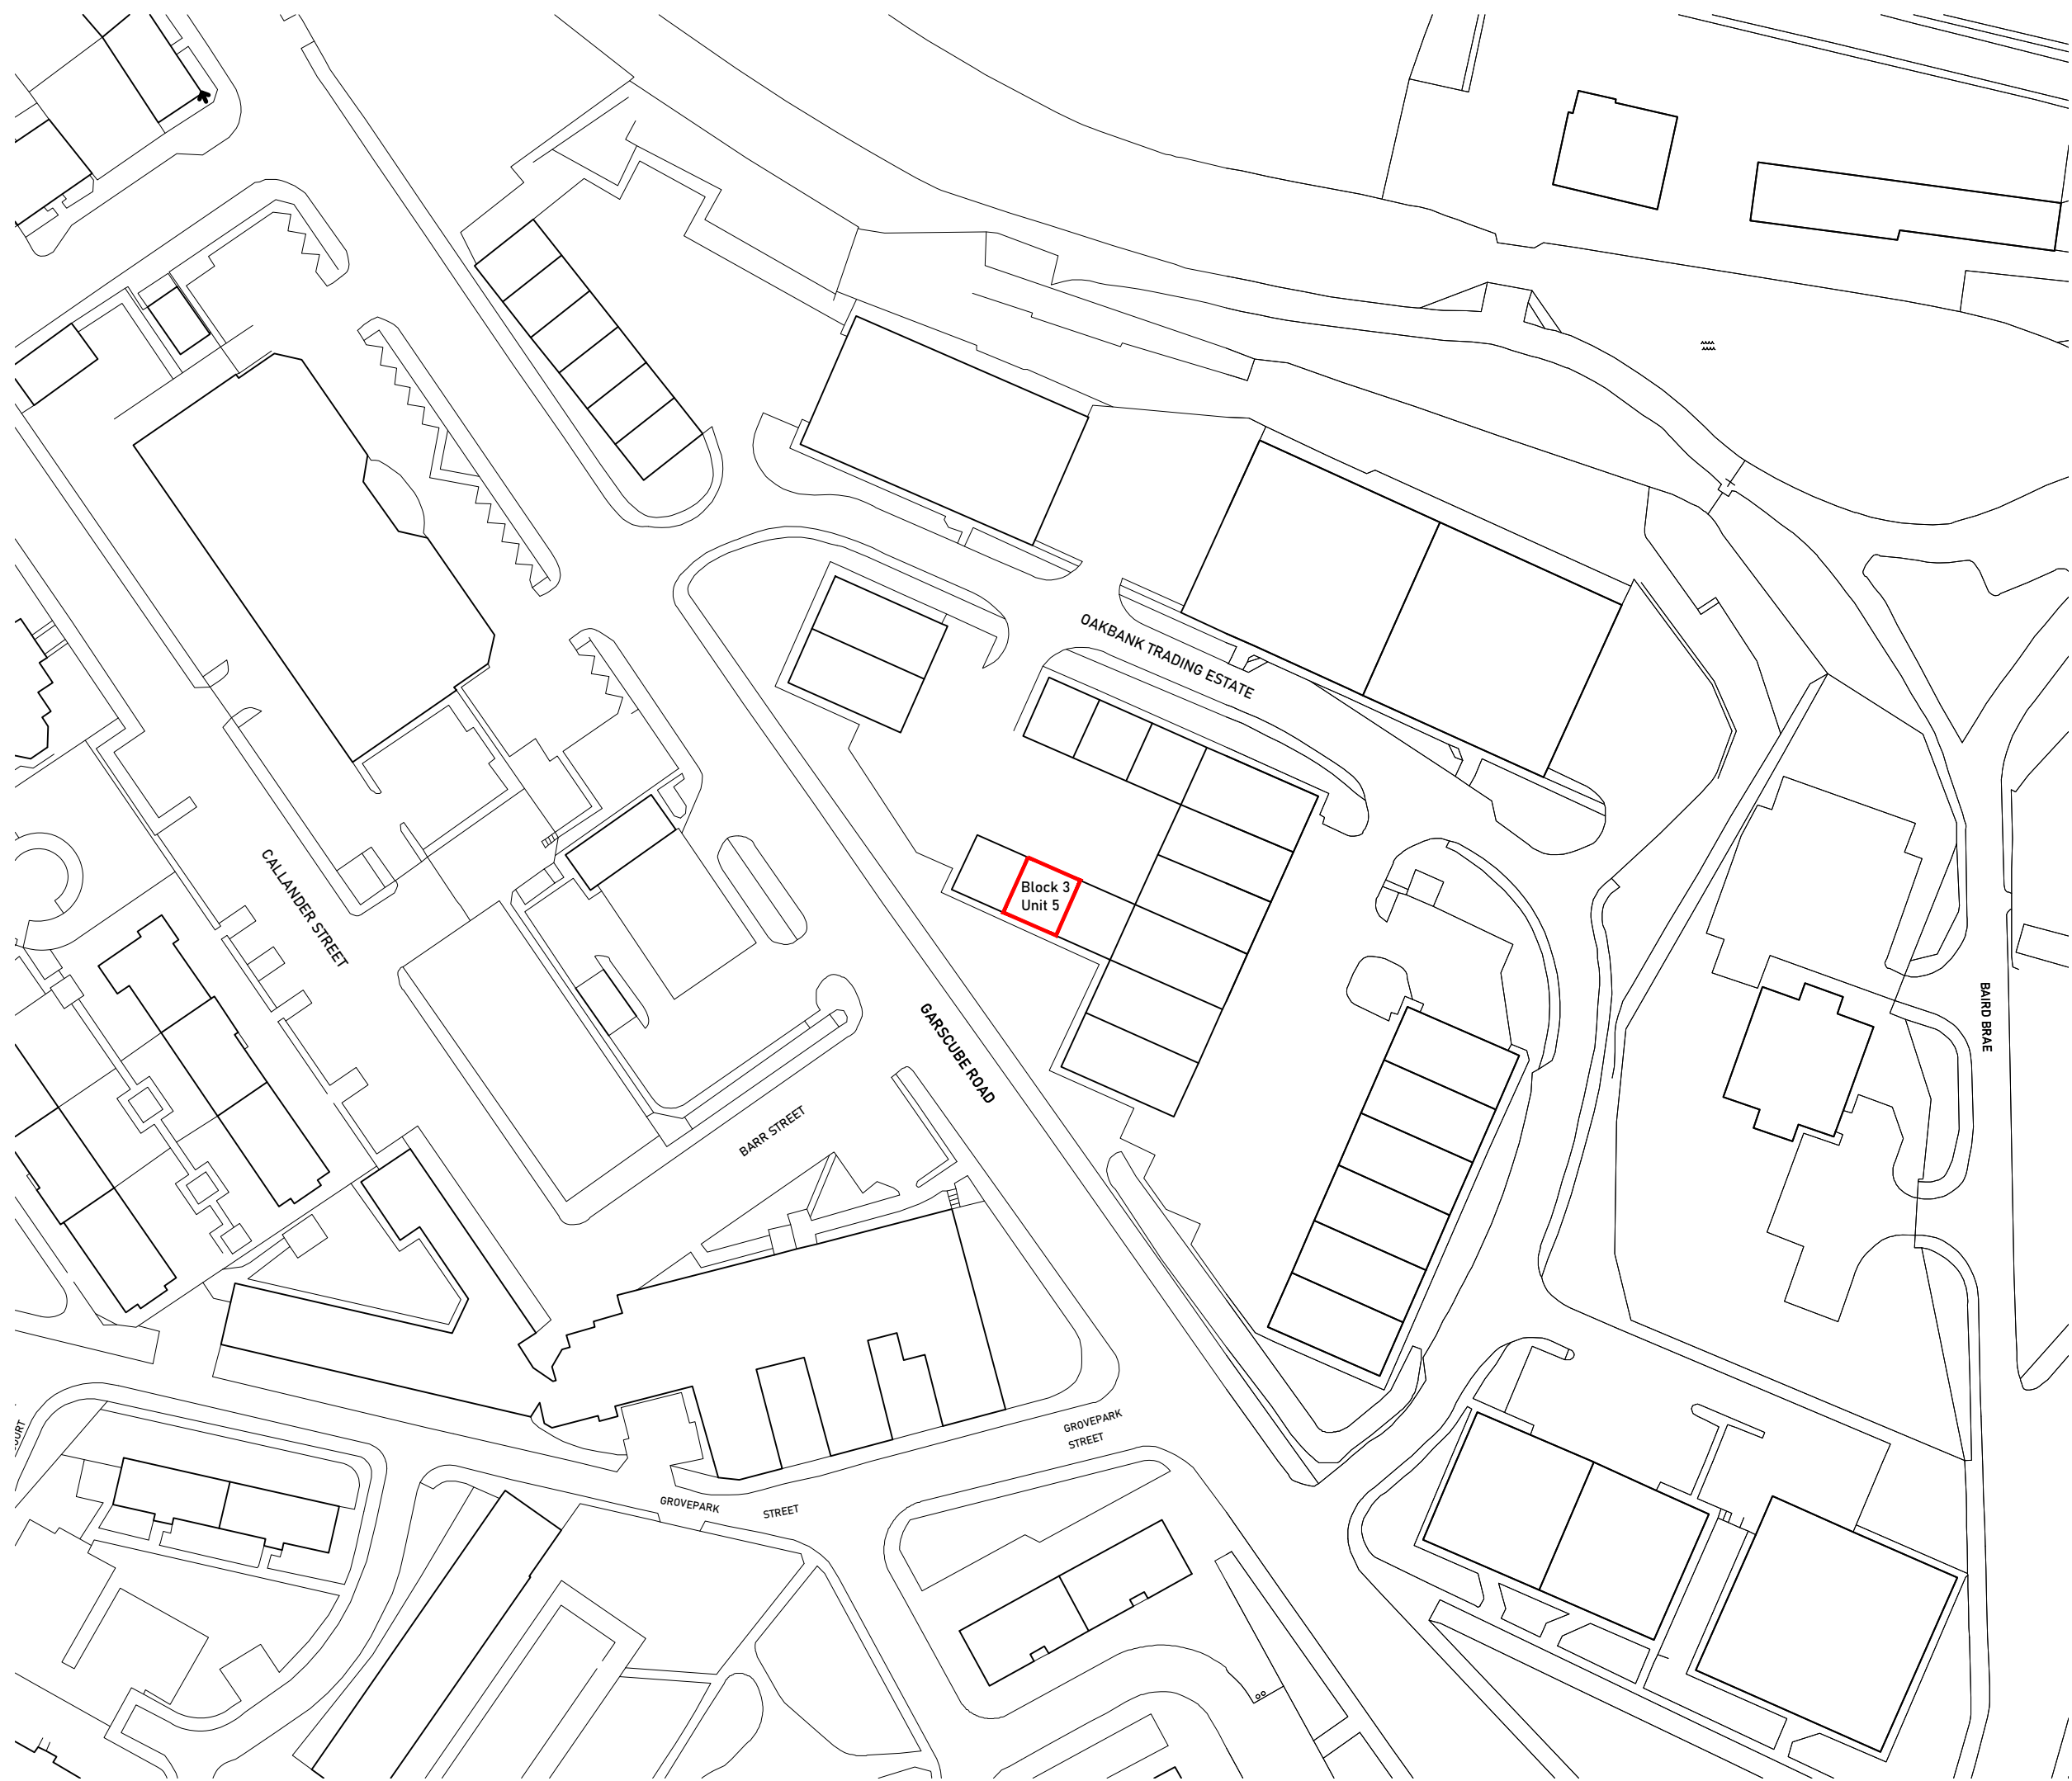 OAKBANK TRADING ESTATE
Block 3
Unit 5
CALLANDER STREET
GARSCUBE ROAD
BAIRD BRAE
BARR STREET
GROVEPARK
STREET
GROVEPARK
STREET